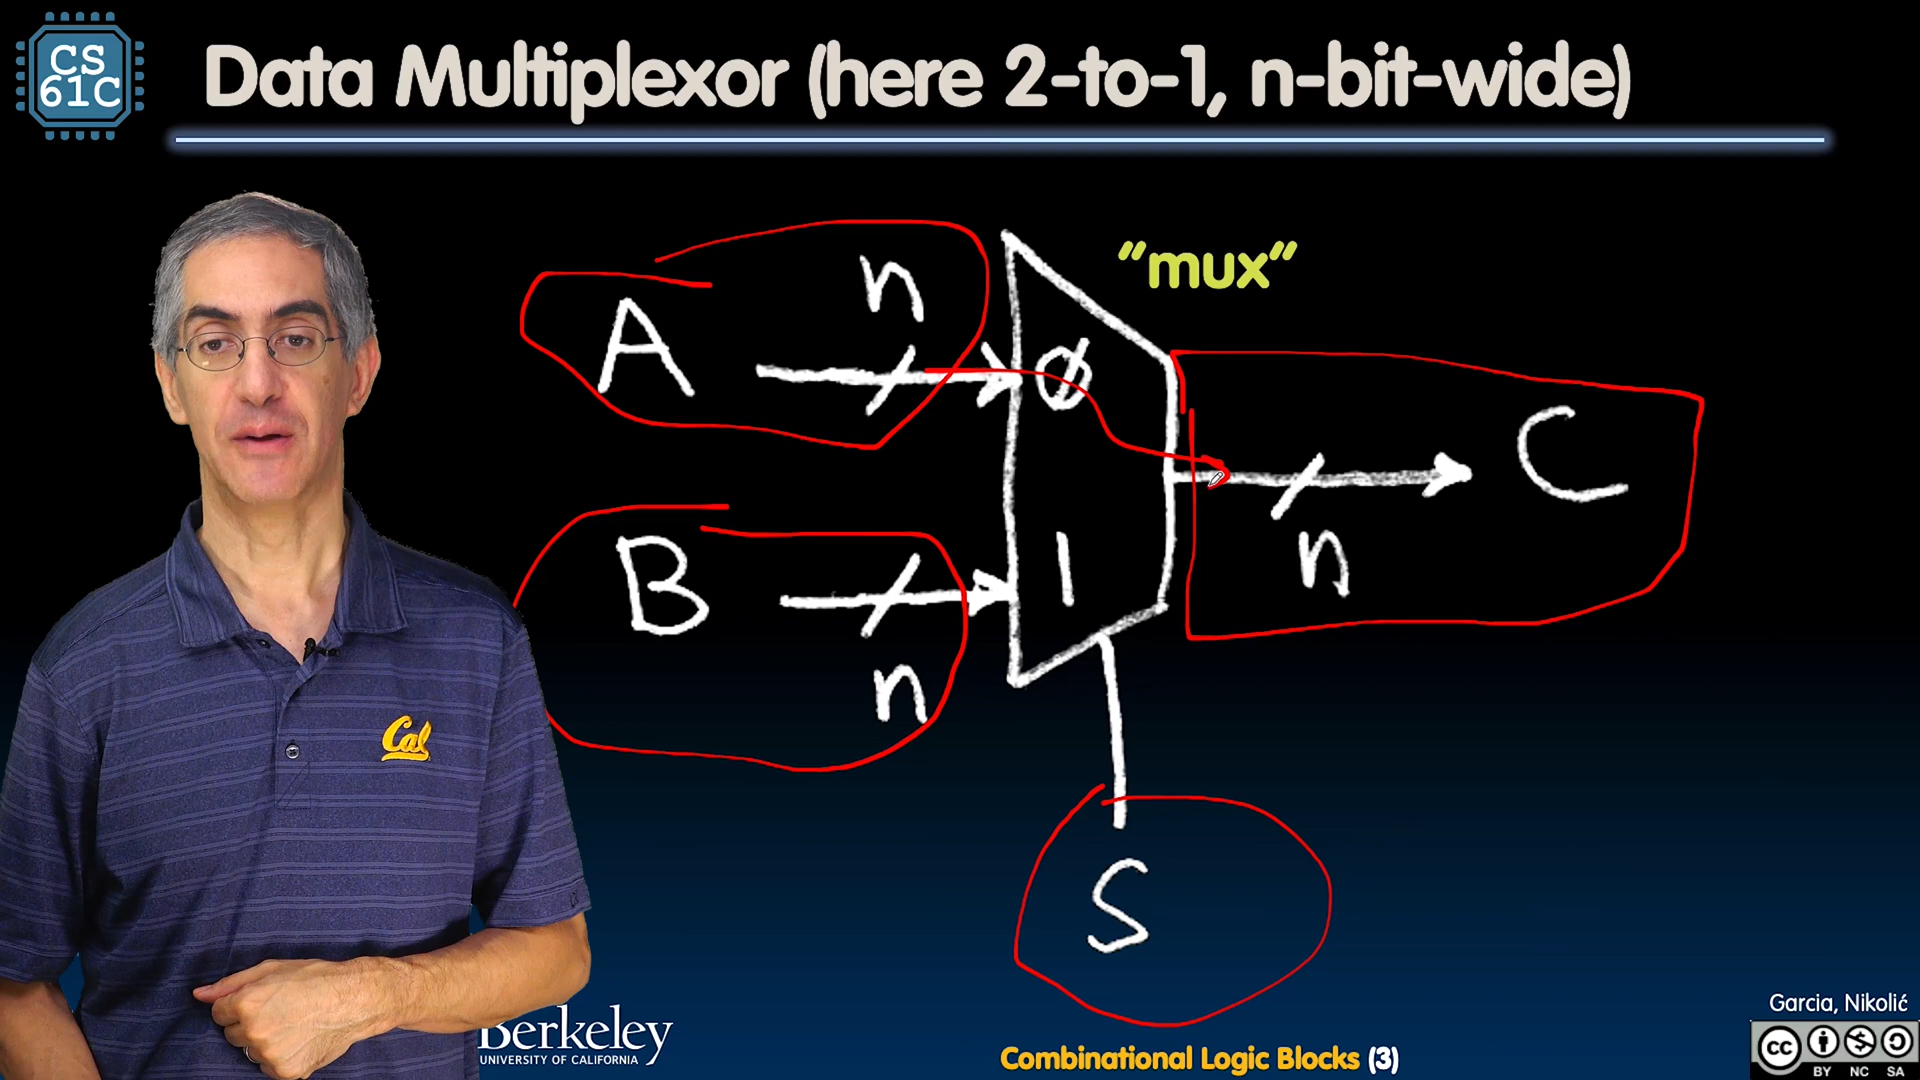 CS
61C
Data Multiplexor (here 2-to-1, n-bit-wide)
"mux"
n
A
0
C
n
B
1
n
S
Cal
Berkeley
UNIVERSITY OF CALIFORNIA
Combinational Logic Blocks (3)
Garcia, Nikolić
cc
BY NC SA